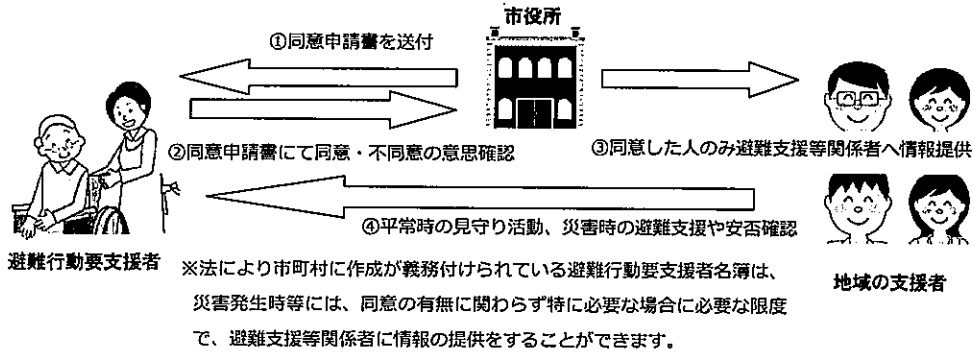 市役所
①同意申請書を送付
②同意申請書にて同意・不同意の意思確認
③同意した人のみ避難支援等関係者へ情報提供
④平常時の見守り活動、災害時の避難支援や安否確認
避難行動要支援者
地域の支援者
※法により市町村に作成が義務付けられている避難行動要支援者名簿は、
災害発生時等には、同意の有無に関わらず特に必要な場合に必要な限度
で、避難支援等関係者に情報の提供をすることができます。